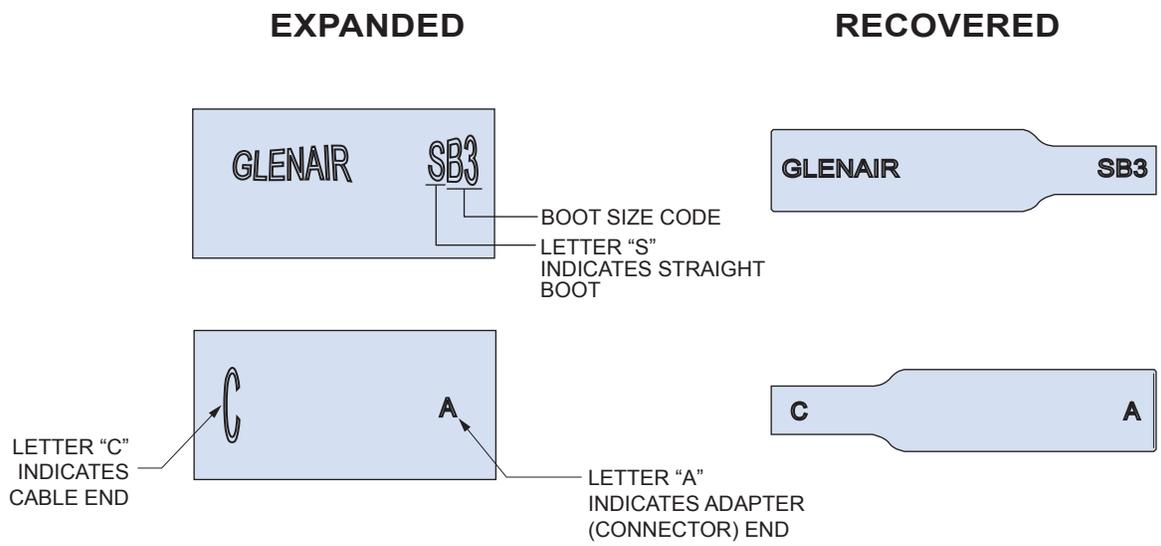 EXPANDED
RECOVERED
GLENAIR
SB3
GLENAIR
SB3
BOOT SIZE CODE
LETTER “S”
INDICATES STRAIGHT
BOOT
C
A
C
A
LETTER “C”
INDICATES
CABLE END
LETTER “A”
INDICATES ADAPTER
(CONNECTOR) END